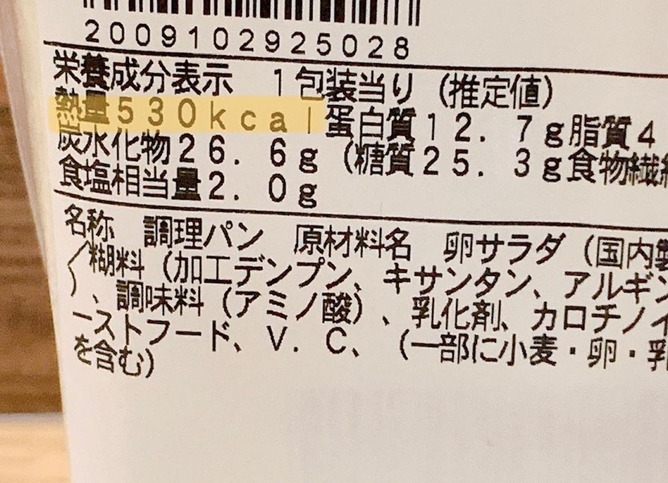 2009102925028
栄養成分表示 1包装当り (推定値)
熱量530kcal 蛋白質12.7g脂質4
炭水化物26.6g (糖質25.3g食物繊
食塩相当量2.0g
名称 調理パン 原材料名 卵サラダ (国内製
/糊料 (加工デンプン、キサンタン、アルギン
)、調味料 (アミノ酸)、乳化剤、カロチノイ
ーストフード、V.C、(一部に小麦・卵・乳
を含む)